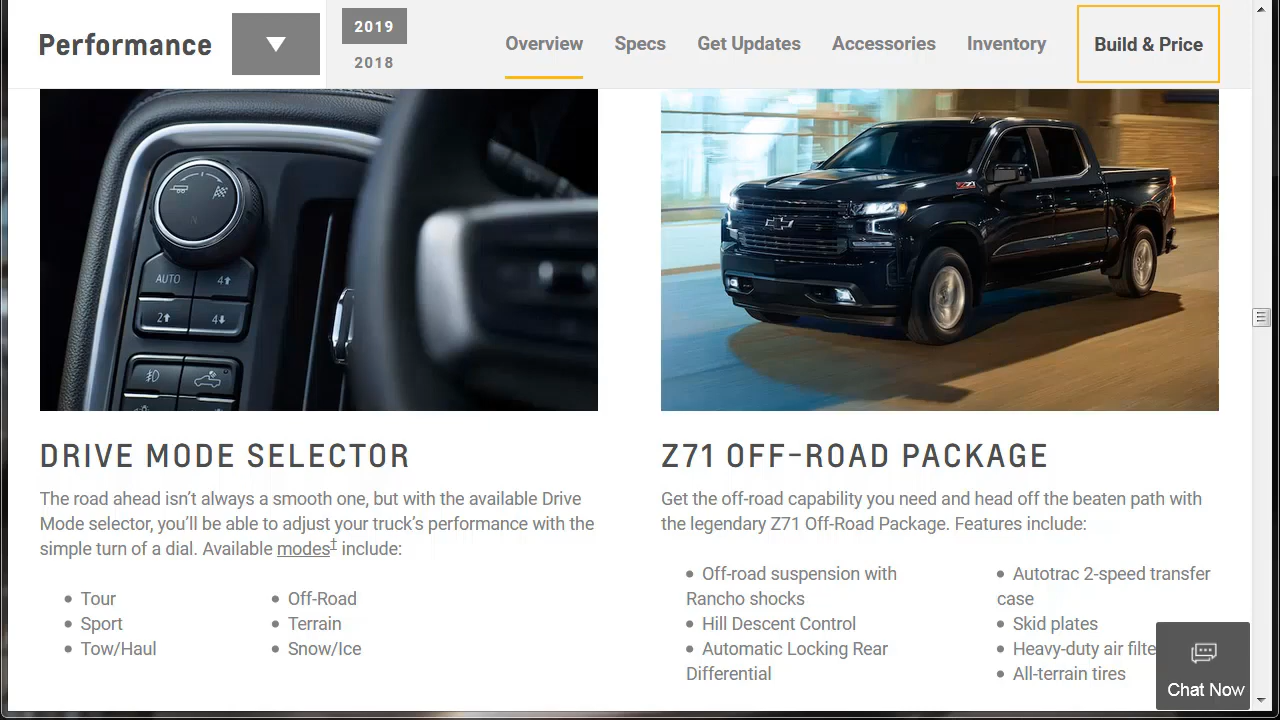 Performance
2019
2018
Overview
Specs
Get Updates
Accessories
Inventory
Build & Price
AUTO
4
2
4
Z71
DRIVE MODE SELECTOR
The road ahead isn’t always a smooth one, but with the available Drive
Mode selector, you’ll be able to adjust your truck’s performance with the
simple turn of a dial. Available modes† include:
• Tour
• Sport
• Tow/Haul
• Off-Road
• Terrain
• Snow/Ice
Z71 OFF-ROAD PACKAGE
Get the off-road capability you need and head off the beaten path with
the legendary Z71 Off-Road Package. Features include:
• Off-road suspension with
Rancho shocks
• Hill Descent Control
• Automatic Locking Rear
Differential
• Autotrac 2-speed transfer
case
• Skid plates
• Heavy-duty air filte
• All-terrain tires
Chat Now